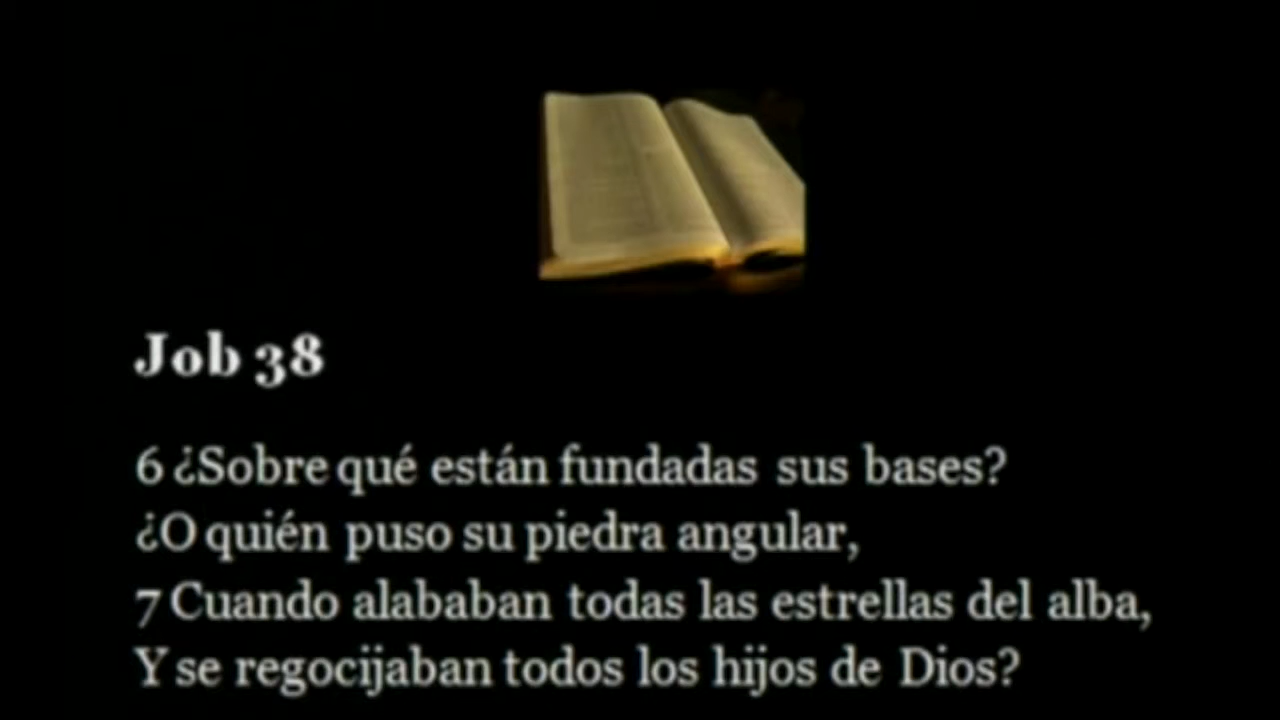 Job 38
6 ¿Sobre qué están fundadas sus bases?
¿O quién puso su piedra angular,
7 Cuando alababan todas las estrellas del alba,
Y se regocijaban todos los hijos de Dios?